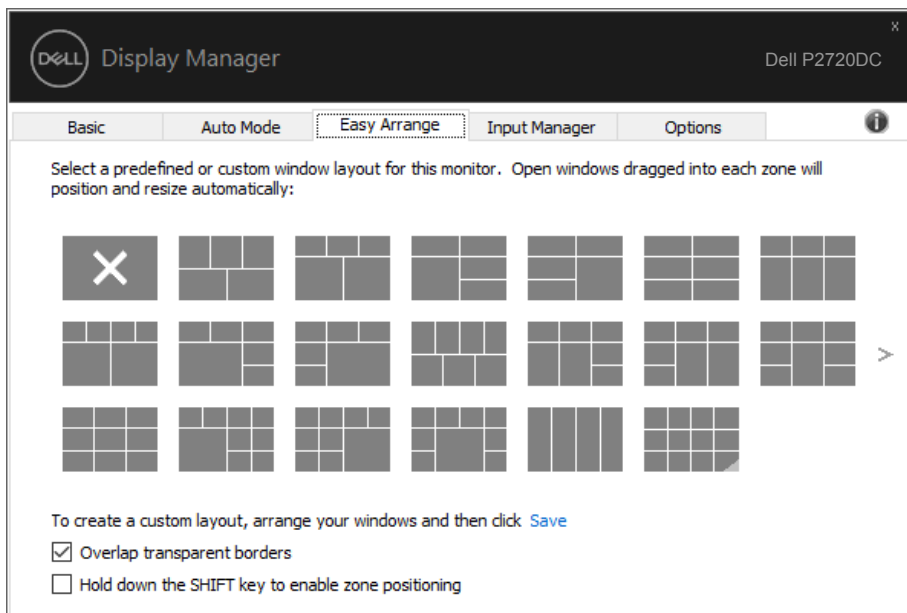 x
DELL Display Manager
Dell P2720DC
Basic Auto Mode Easy Arrange Input Manager Options
Select a predefined or custom window layout for this monitor. Open windows dragged into each zone will
position and resize automatically:
>
To create a custom layout, arrange your windows and then click Save
Overlap transparent borders
Hold down the SHIFT key to enable zone positioning